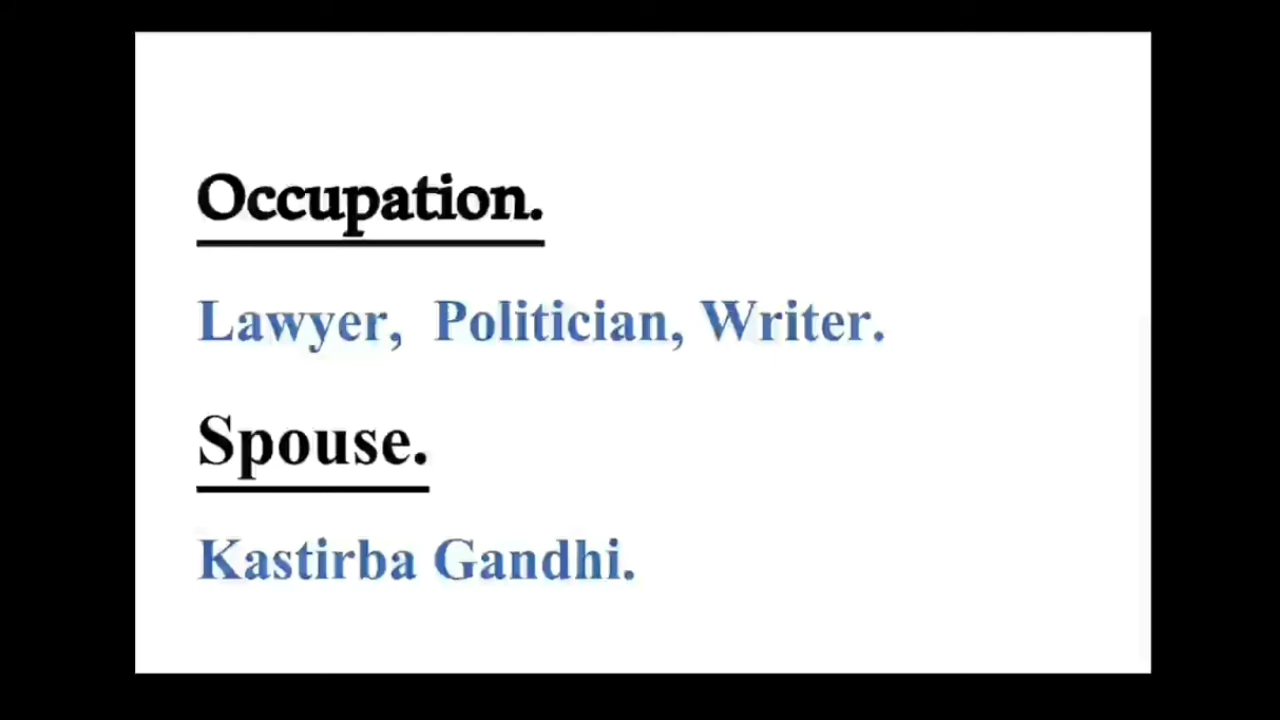 Occupation.
Lawyer, Politician, Writer.
Spouse.
Kastirba Gandhi.